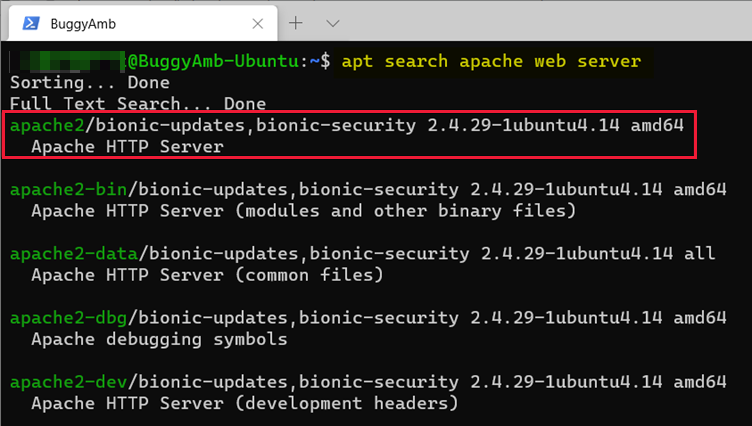 BuggyAmb
@BuggyAmb-Ubuntu:~$ apt search apache web server
Sorting... Done
Full Text Search... Done
apache2/bionic-updates,bionic-security 2.4.29-1ubuntu4.14 amd64
Apache HTTP Server
apache2-bin/bionic-updates,bionic-security 2.4.29-1ubuntu4.14 amd64
Apache HTTP Server (modules and other binary files)
apache2-data/bionic-updates,bionic-security 2.4.29-1ubuntu4.14 all
Apache HTTP Server (common files)
apache2-dbg/bionic-updates,bionic-security 2.4.29-1ubuntu4.14 amd64
Apache debugging symbols
apache2-dev/bionic-updates,bionic-security 2.4.29-1ubuntu4.14 amd64
Apache HTTP Server (development headers)